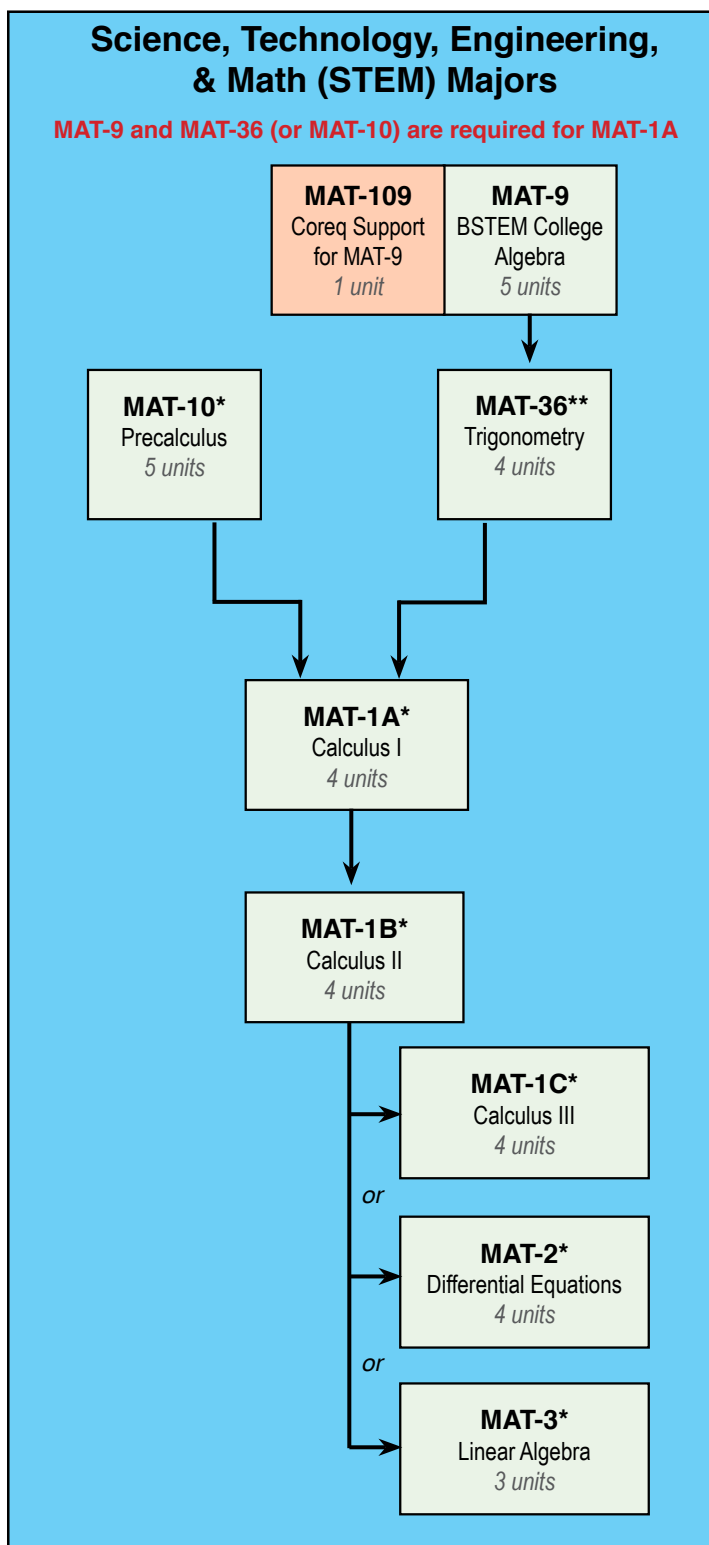 Science, Technology, Engineering,
& Math (STEM) Majors
MAT-9 and MAT-36 (or MAT-10) are required for MAT-1A
MAT-109
Coreq Support
for MAT-9
1 unit
MAT-9
BSTEM College
Algebra
5 units
MAT-10*
Precalculus
5 units
MAT-36**
Trigonometry
4 units
MAT-1A*
Calculus I
4 units
MAT-1B*
Calculus II
4 units
MAT-1C*
Calculus III
4 units
or
MAT-2*
Differential Equations
4 units
or
MAT-3*
Linear Algebra
3 units